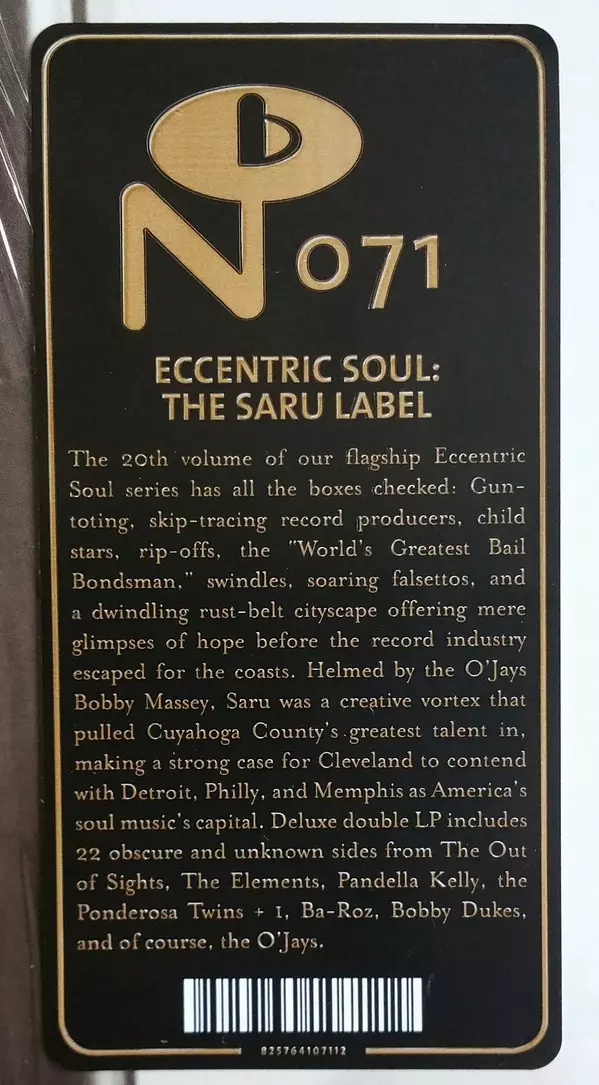 b
No 071
ECCENTRIC SOUL:
THE SARU LABEL
The 20th volume of our flagship Eccentric
Soul series has all the boxes checked: Gun-
toting, skip-tracing record producers, child
stars, rip-offs, the "World's Greatest Bail
Bondsman," swindles, soaring falsettos, and
a dwindling rust-belt cityscape offering mere
glimpses of hope before the record industry
escaped for the coasts. Helmed by the O'Jays
Bobby Massey, Saru was a creative vortex that
pulled Cuyahoga County's greatest talent in,
making a strong case for Cleveland to contend
with Detroit, Philly, and Memphis as America's
soul music's capital. Deluxe double LP includes
22 obscure and unknown sides from The Out
of Sights, The Elements, Pandella Kelly, the
Ponderosa Twins + 1, Ba-Roz, Bobby Dukes,
and of course, the O'Jays.
825764107112